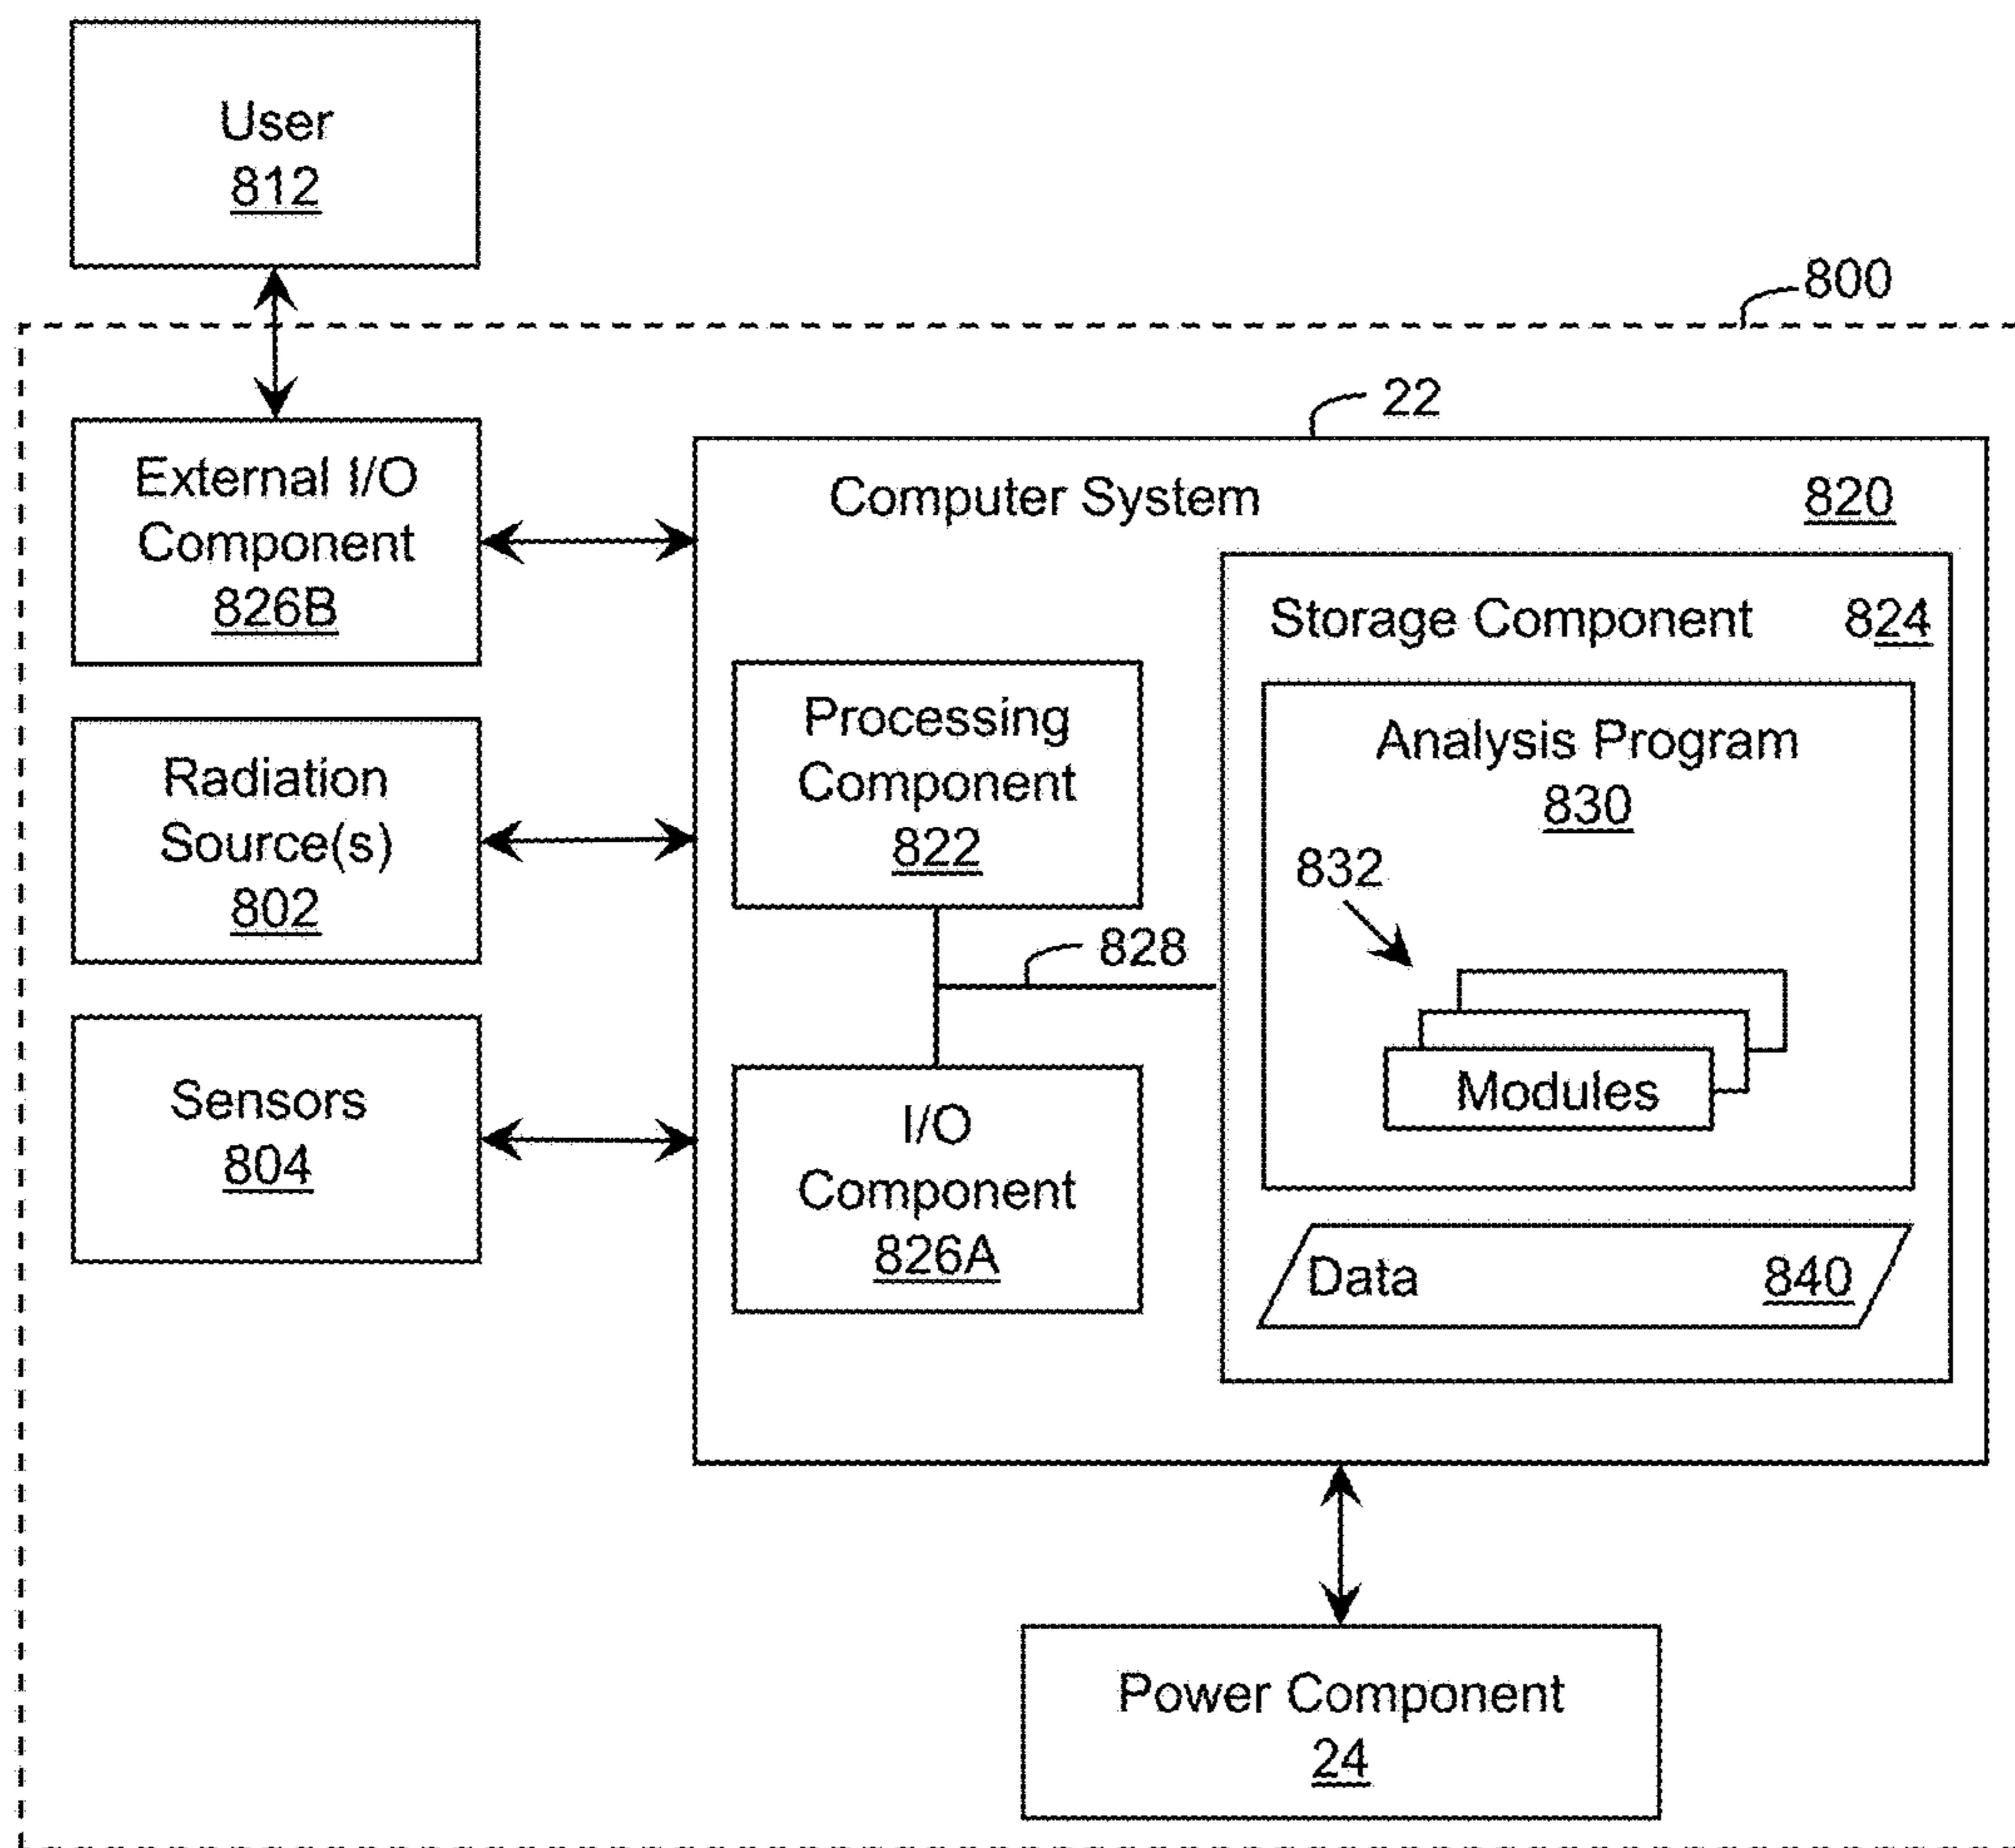 User
812
800
22
External I/O
Component
826B
Computer System
820
Storage Component
824
Radiation
Source(s)
802
Processing
Component
822
Analysis Program
830
832
828
Modules
Sensors
804
I/O
Component
826A
Data
840
Power Component
24